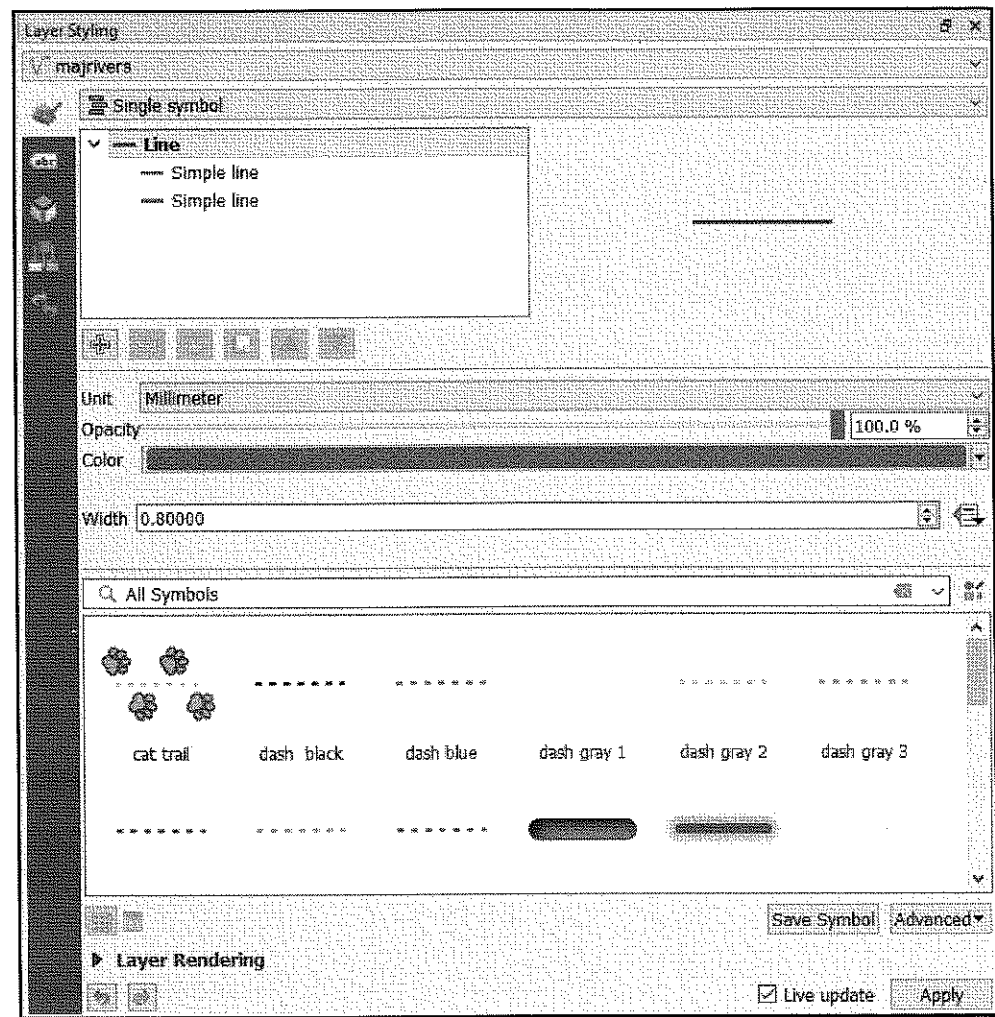 Layer Styling
majrivers
Single symbol
Line
Simple line
Simple line
abc
Unit Millimeter
Opacity 100.0 %
Color
Width 0.80000
All Symbols
cat trail dash black dash blue dash gray 1 dash gray 2 dash gray 3
Save Symbol Advanced
Layer Rendering
Live update Apply